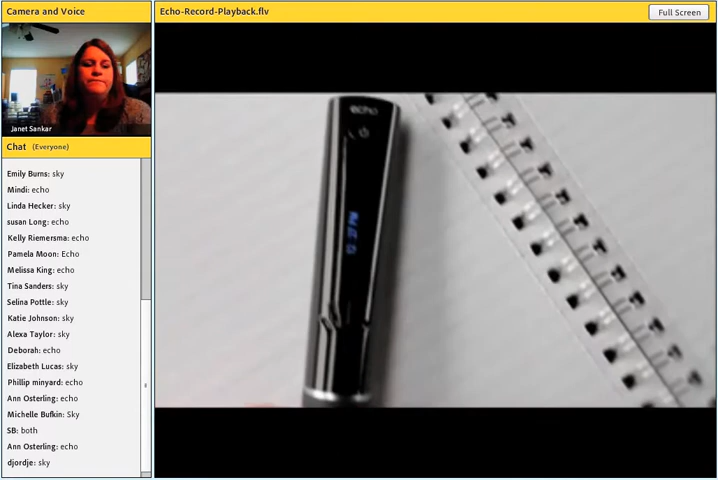 Camera and Voice
Janet Sankar
Chat (Everyone)
Emily Burns: sky
Mindi: echo
Linda Hecker: sky
susan Long: echo
Kelly Riemersma: echo
Pamela Moon: Echo
Melissa King: echo
Tina Sanders: sky
Selina Pottle: sky
Katie Johnson: sky
Alexa Taylor: sky
Deborah: echo
Elizabeth Lucas: sky
Phillip minyard: echo
Ann Osterling: echo
Michelle Bufkin: Sky
SB: both
Ann Osterling: echo
djordje: sky
Echo-Record-Playback.flv
Full Screen
echo